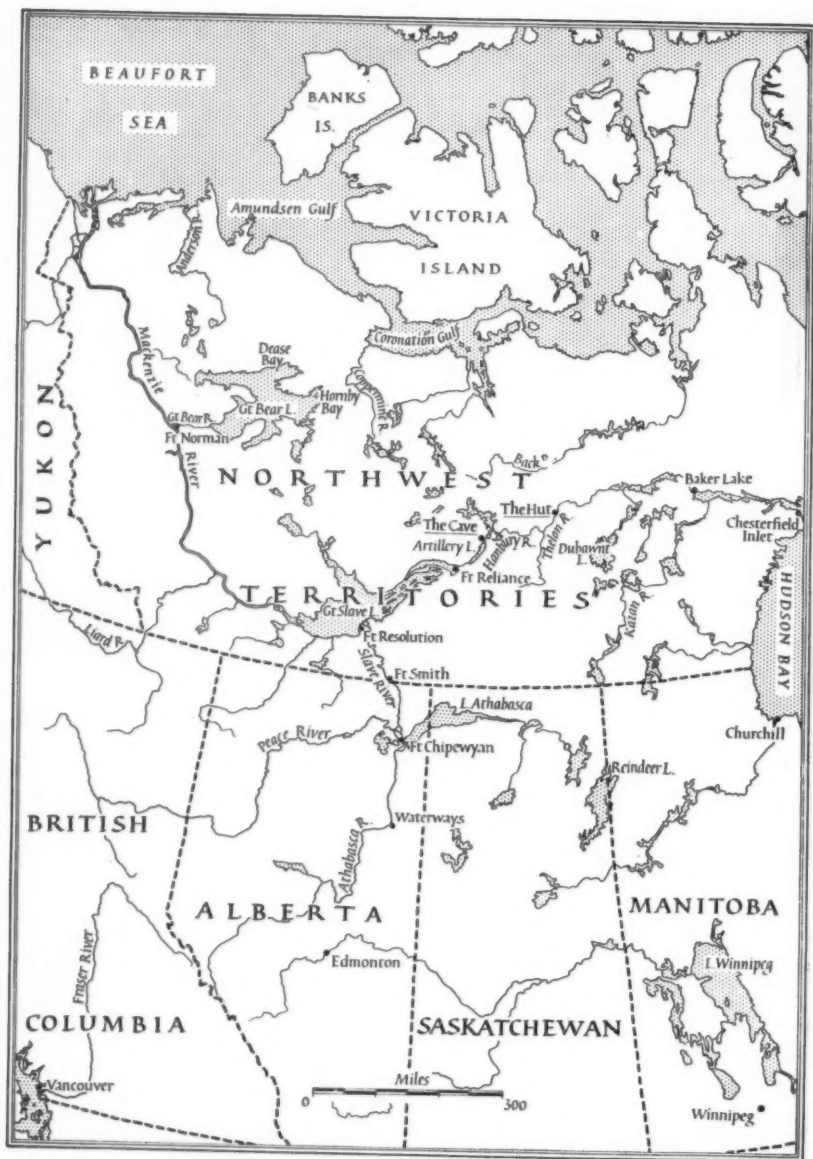 BEAUFORT
SEA
BANKS
IS.
Amundsen Gulf
VICTORIA
ISLAND
Anderson R.
Coronation Gulf
Mackenzie
River
Dease
Bay
Gt Bear L.
Hornby
Bay
Coppermine R.
Gt Bear R.
Ft Norman
YUKON
NORTHWEST
TERRITORIES
Back R.
Baker Lake
The Hut
The Cave
Artillery L.
Hanbury R.
Thelon R.
Dubawnt
L.
Chesterfield
Inlet
Ft Reliance
Kazan R.
HUDSON BAY
Gt Slave L.
Ft Resolution
Liard R.
Slave River
Ft Smith
L. Athabasca
Peace River
Ft Chipewyan
Churchill
Reindeer L.
BRITISH
COLUMBIA
Waterways
Athabasca R.
ALBERTA
MANITOBA
Fraser River
Edmonton
L. Winnipeg
SASKATCHEWAN
Vancouver
Miles
0 300
Winnipeg